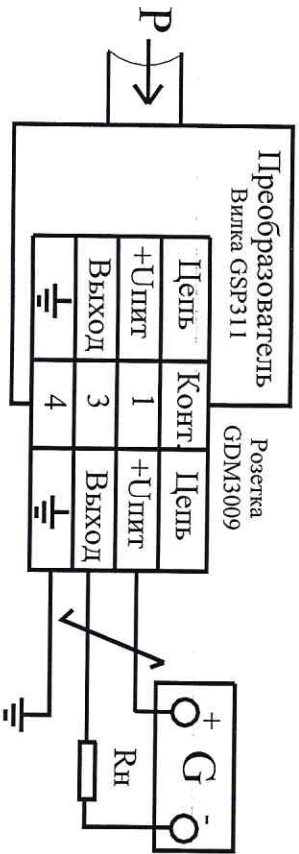 P
Преобразователь
Вилка GSP311
Розетка
GDM3009
Цепь Конт. Цепь
+Uпит 1 +Uпит
Выход 3 Выход
4
+ G -
Rн